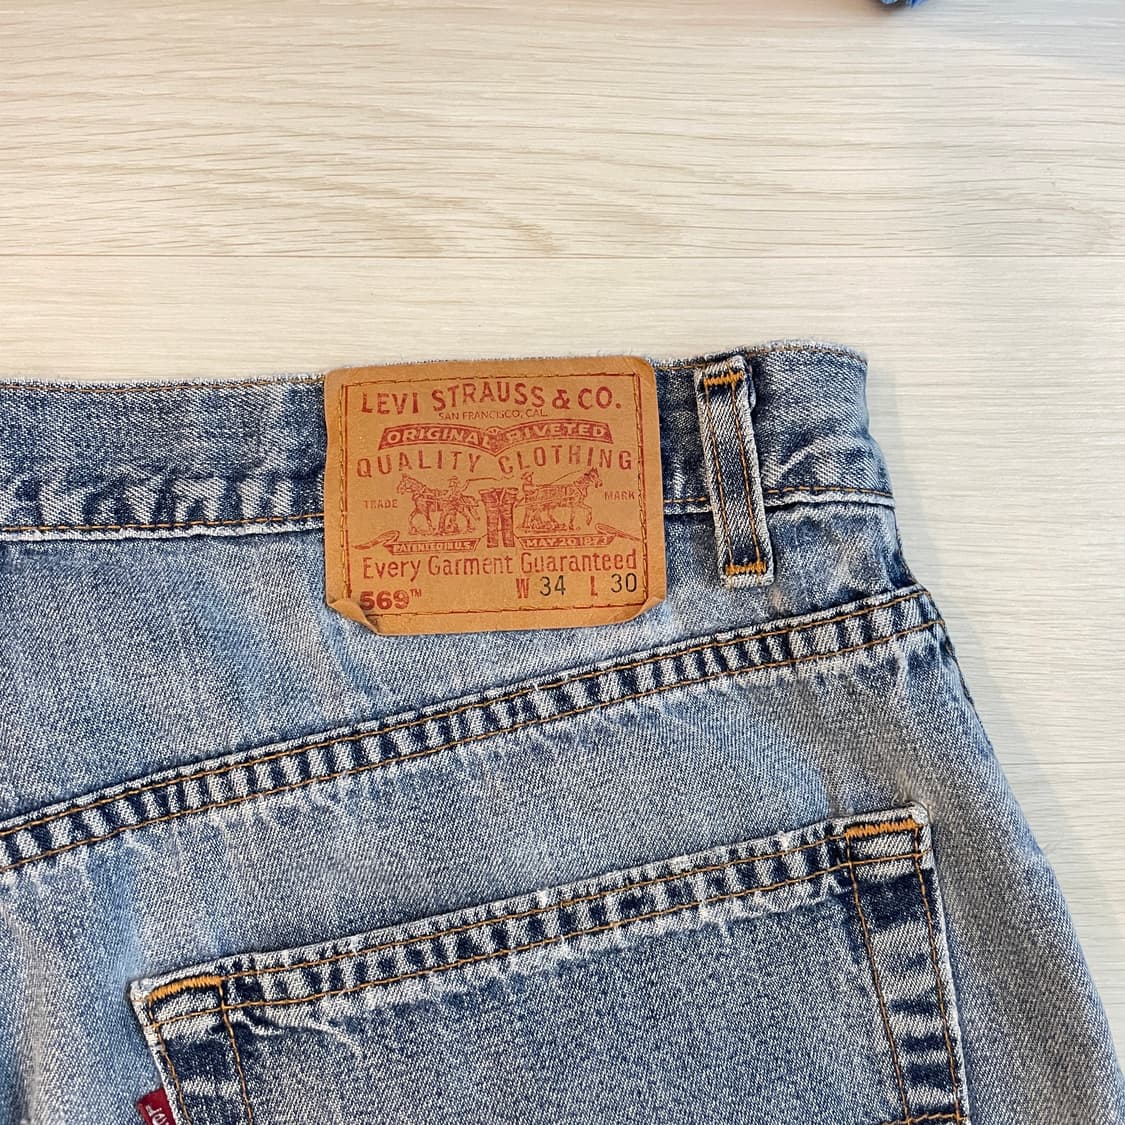 LEVI STRAUSS & CO.
SAN FRANCISCO, CAL.
ORIGINAL RIVETED
QUALITY CLOTHING
TRADE MARK
PATENTED IN U.S. MAY 20 1873
Every Garment Guaranteed
569™ W 34 L 30